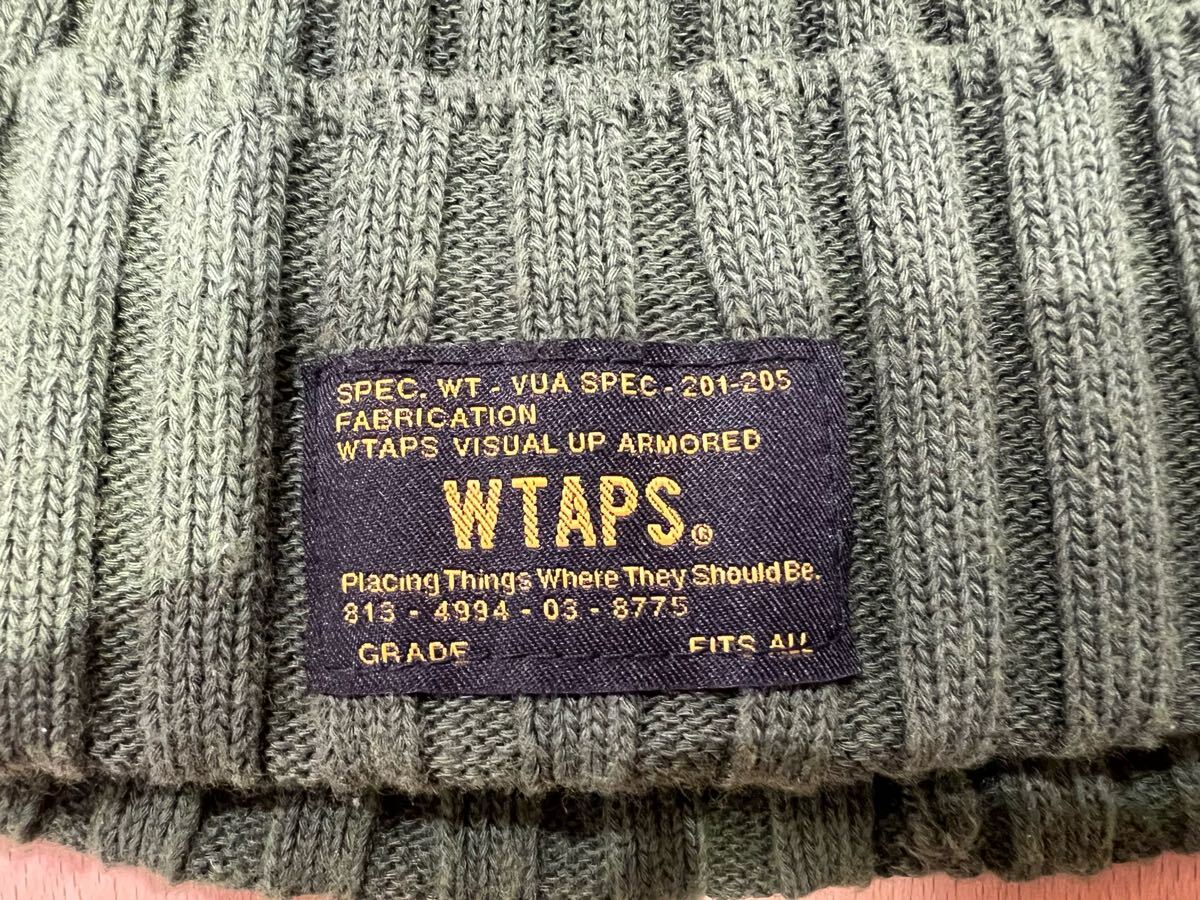 SPEC. WT - VUA SPEC - 201-205
FABRICATION
WTAPS VISUAL UP ARMORED
WTAPS®
Placing Things Where They Should Be.
813 - 4994 - 03 - 8775
GRADE FITS ALL